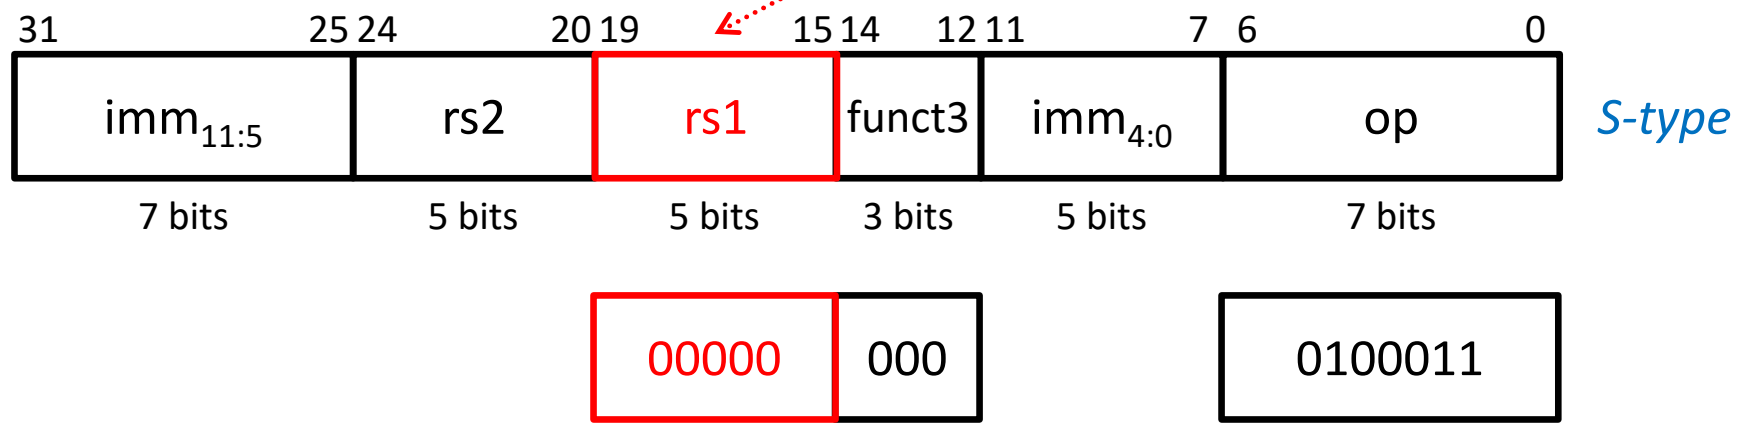 31 25 24 20 19 15 14 12 11 7 6 0
imm11:5 rs2 rs1 funct3 imm4:0 op S-type
7 bits 5 bits 5 bits 3 bits 5 bits 7 bits
00000 000 0100011